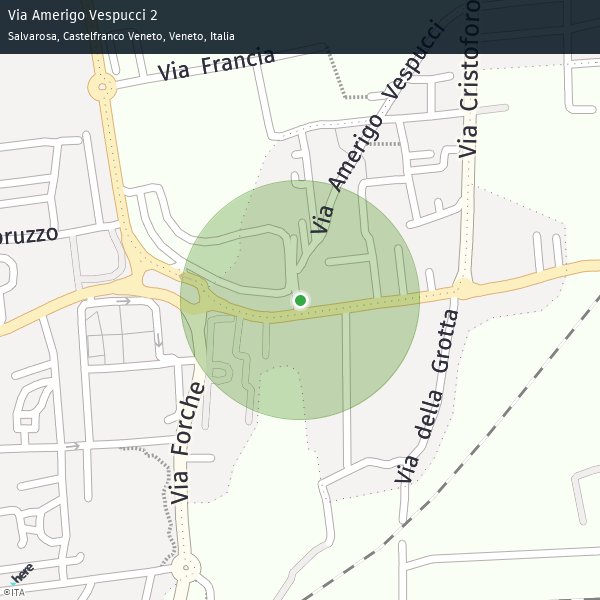 Via Amerigo Vespucci 2
Salvarosa, Castelfranco Veneto, Veneto, Italia
Via Francia
Via Amerigo Vespucci
Via Cristoforo
oruzzo
Via Forche
Via della Grotta
here
©ITA